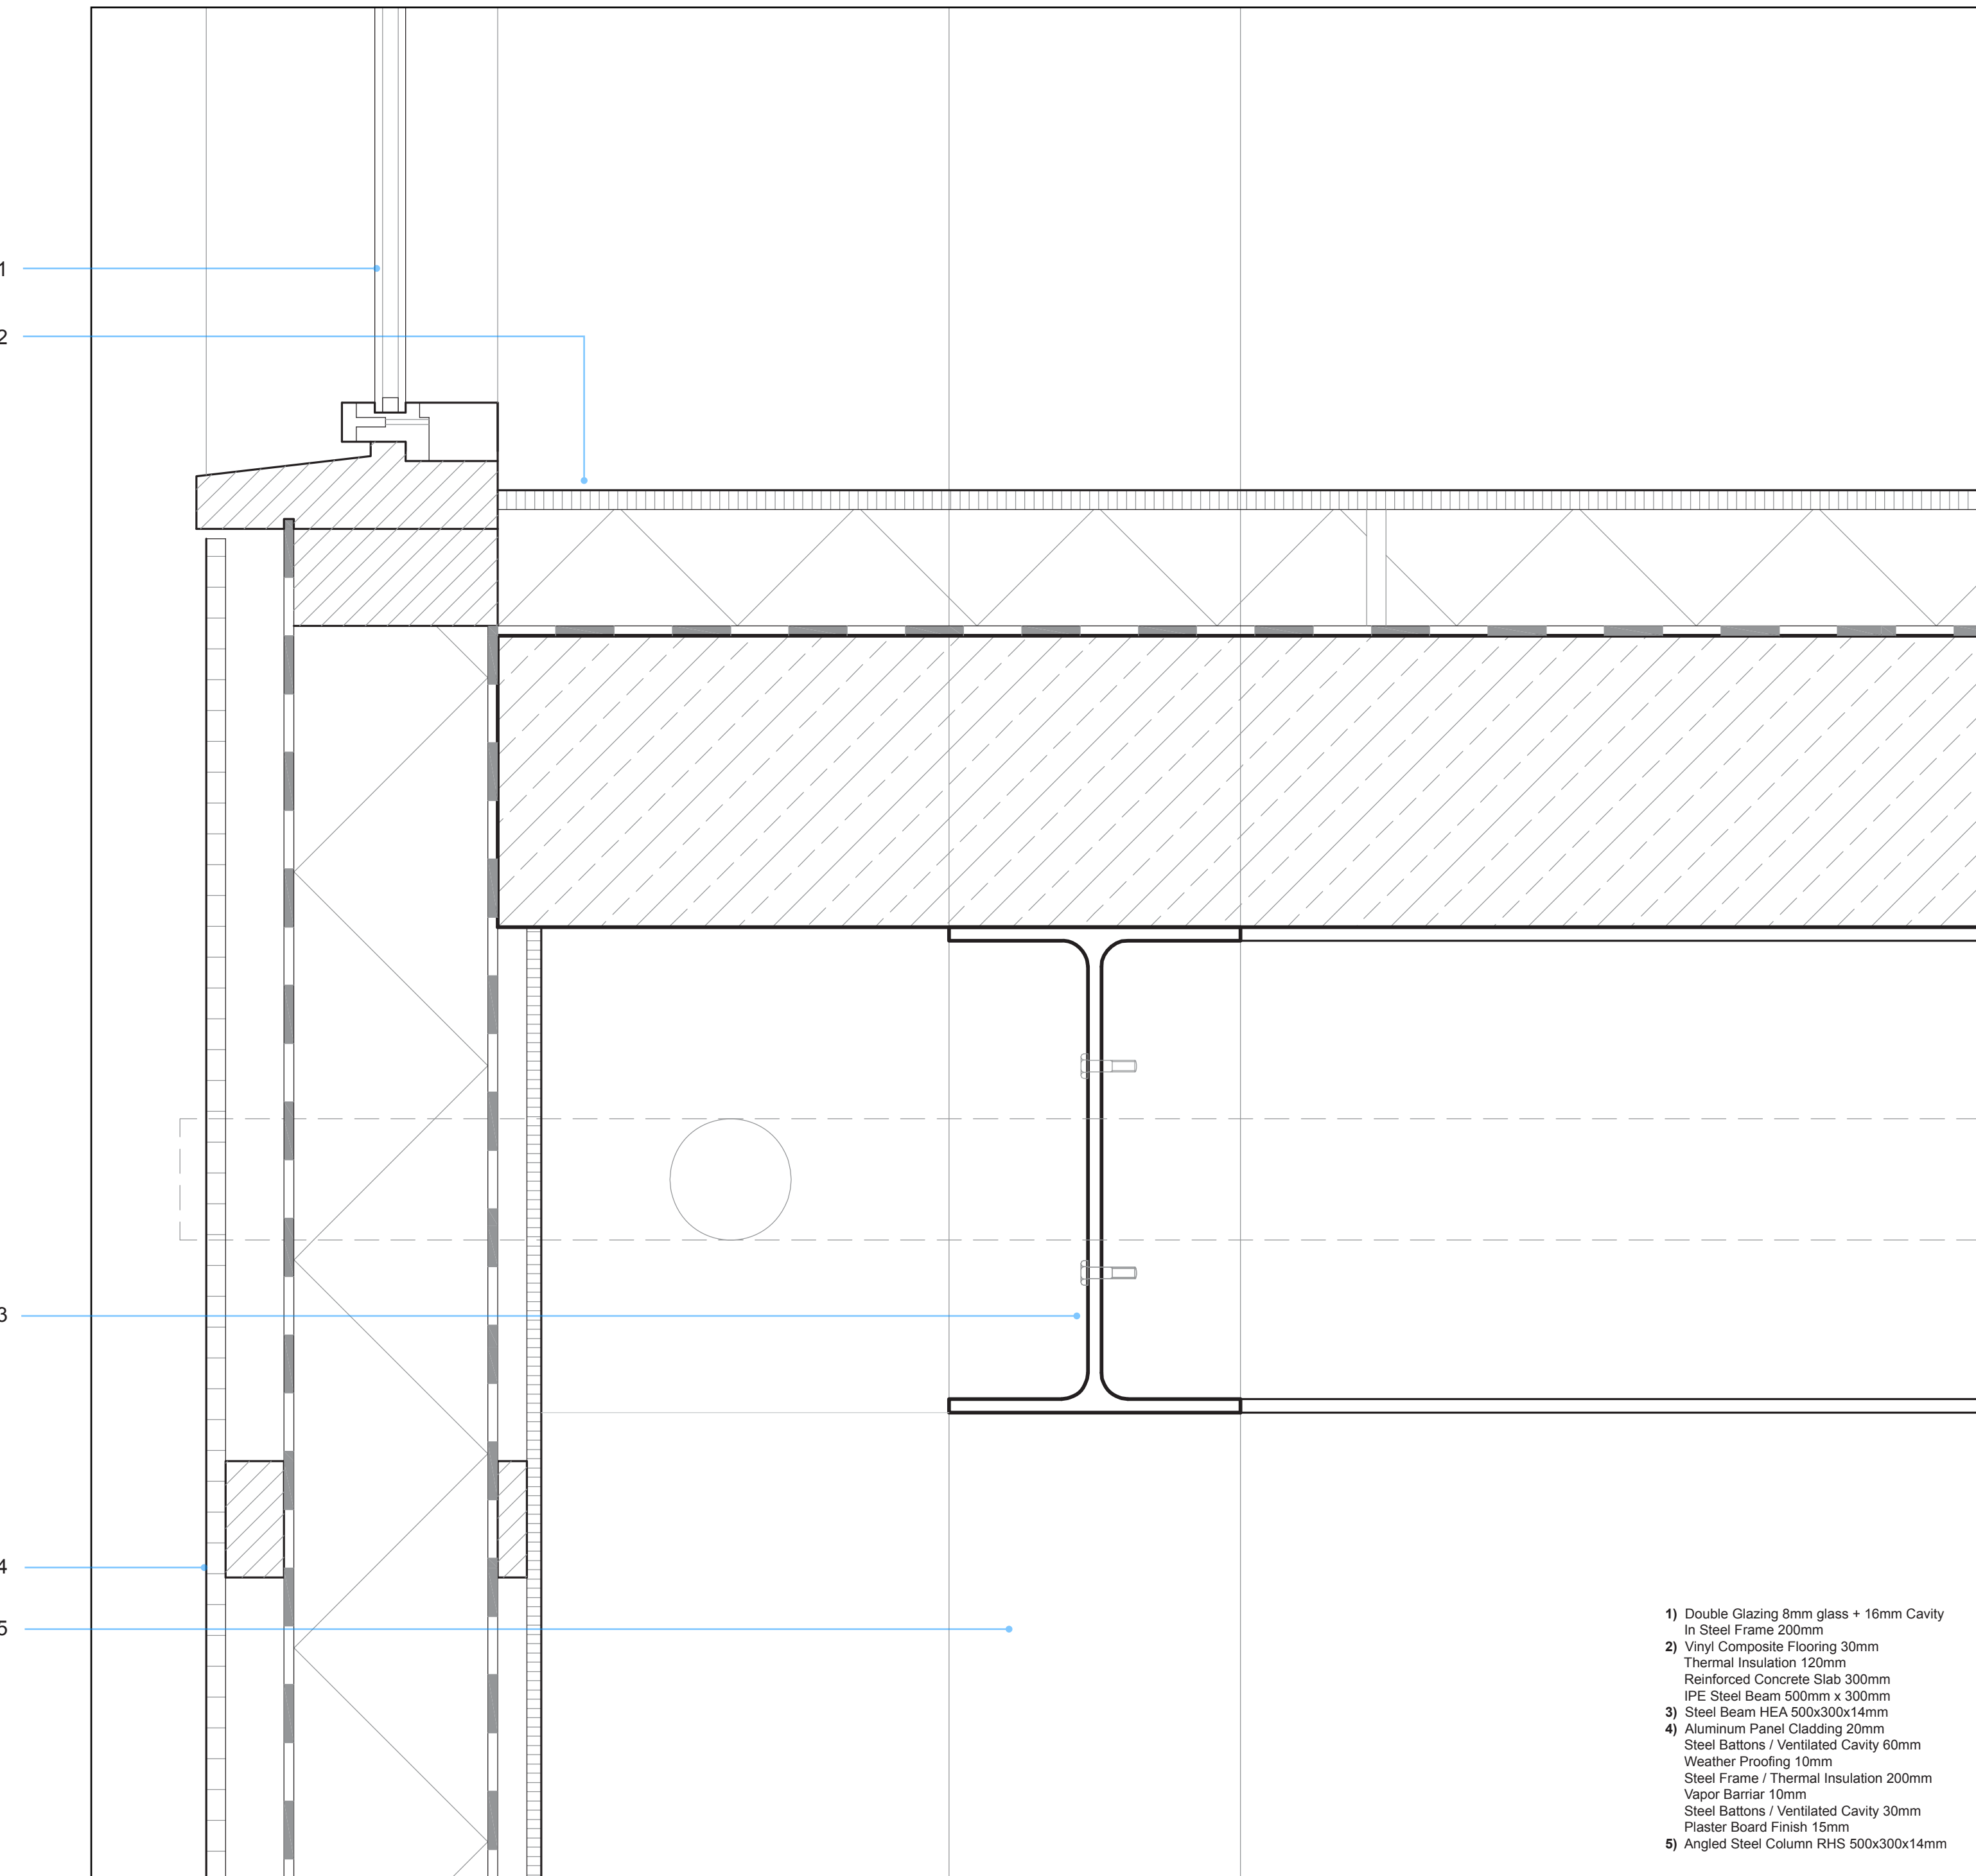 1
2
3
4
5
1) Double Glazing 8mm glass + 16mm Cavity
In Steel Frame 200mm
2) Vinyl Composite Flooring 30mm
Thermal Insulation 120mm
Reinforced Concrete Slab 300mm
IPE Steel Beam 500mm x 300mm
3) Steel Beam HEA 500x300x14mm
4) Aluminum Panel Cladding 20mm
Steel Battons / Ventilated Cavity 60mm
Weather Proofing 10mm
Steel Frame / Thermal Insulation 200mm
Vapor Barriar 10mm
Steel Battons / Ventilated Cavity 30mm
Plaster Board Finish 15mm
5) Angled Steel Column RHS 500x300x14mm